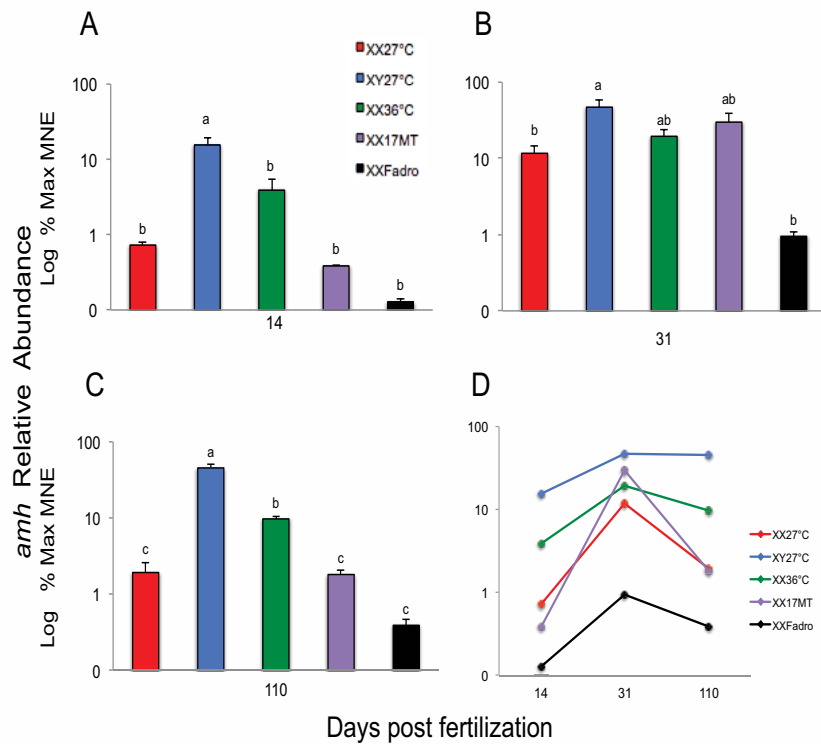 A
XX27°C
XY27°C
XX36°C
XX17MT
XXFadro
100
10
1
0
b
a
b
b
b
14
B
100
10
1
0
b
a
ab
ab
b
31
C
100
10
1
0
c
a
b
c
c
110
D
100
10
1
0
14
31
110
XX27°C
XY27°C
XX36°C
XX17MT
XXFadro
amh Relative Abundance
Log % Max MNE
Log % Max MNE
Days post fertilization